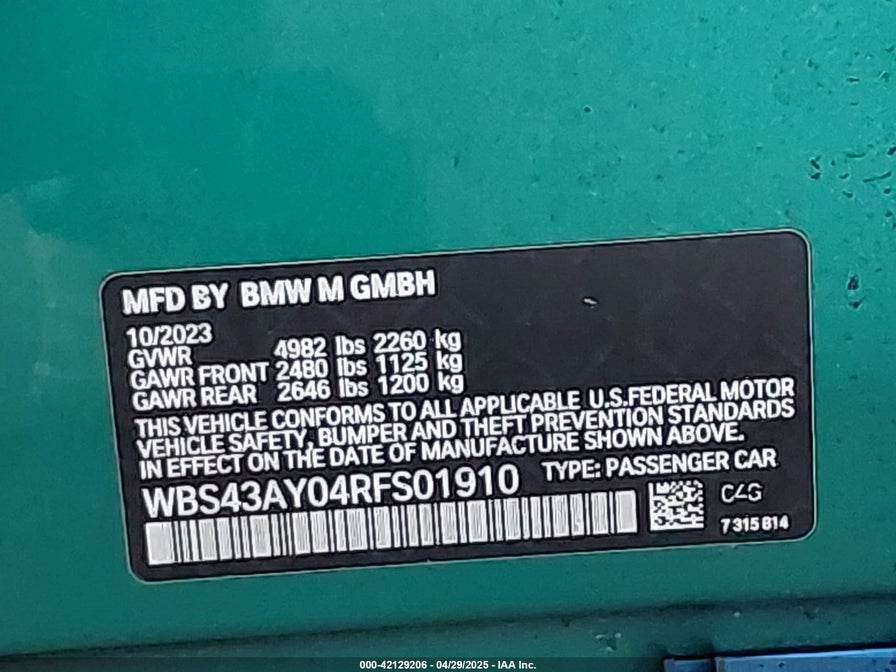 MFD BY BMW M GMBH
10/2023
GVWR 4982 lbs 2260 kg
GAWR FRONT 2480 lbs 1125 kg
GAWR REAR 2646 lbs 1200 kg
THIS VEHICLE CONFORMS TO ALL APPLICABLE U.S.FEDERAL MOTOR
VEHICLE SAFETY, BUMPER AND THEFT PREVENTION STANDARDS
IN EFFECT ON THE DATE OF MANUFACTURE SHOWN ABOVE.
WBS43AY04RFS01910 TYPE: PASSENGER CAR
C4G
7315814
000-42129206 - 04/29/2025 - IAA Inc.